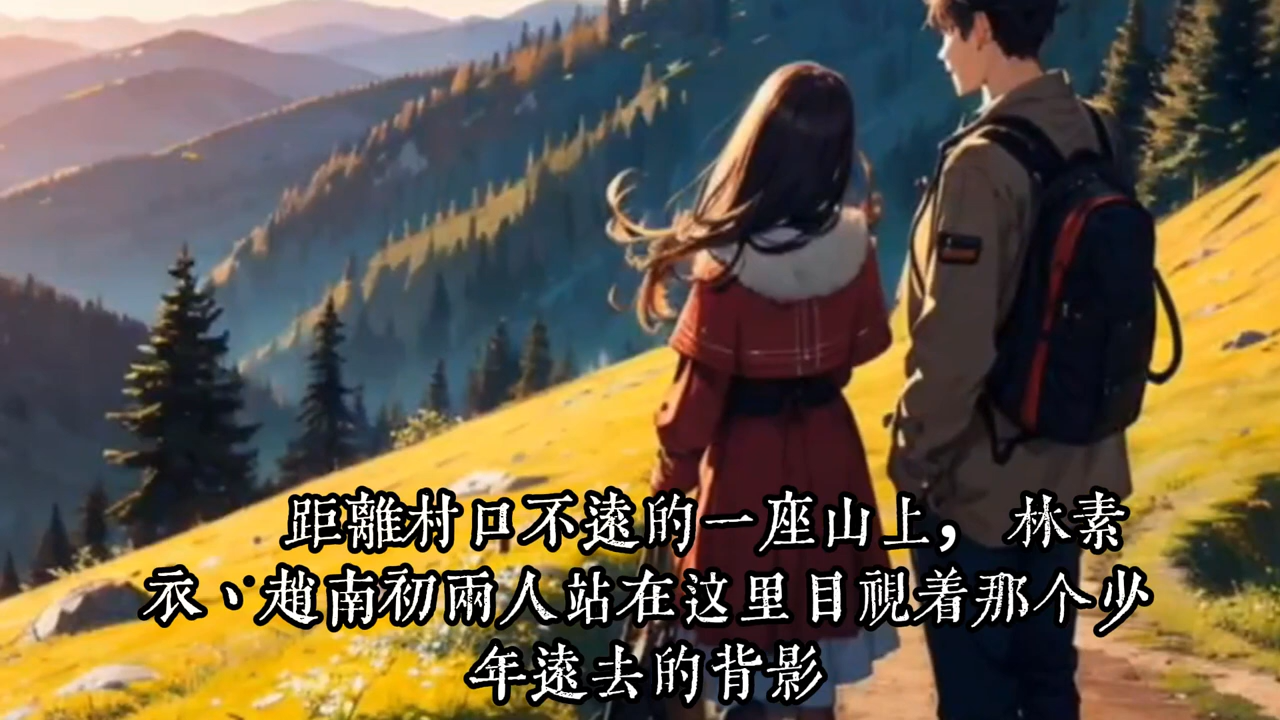 距離村口不遠的一座山上，林素
衣、趙南初兩人站在这里目視着那个少
年遠去的背影